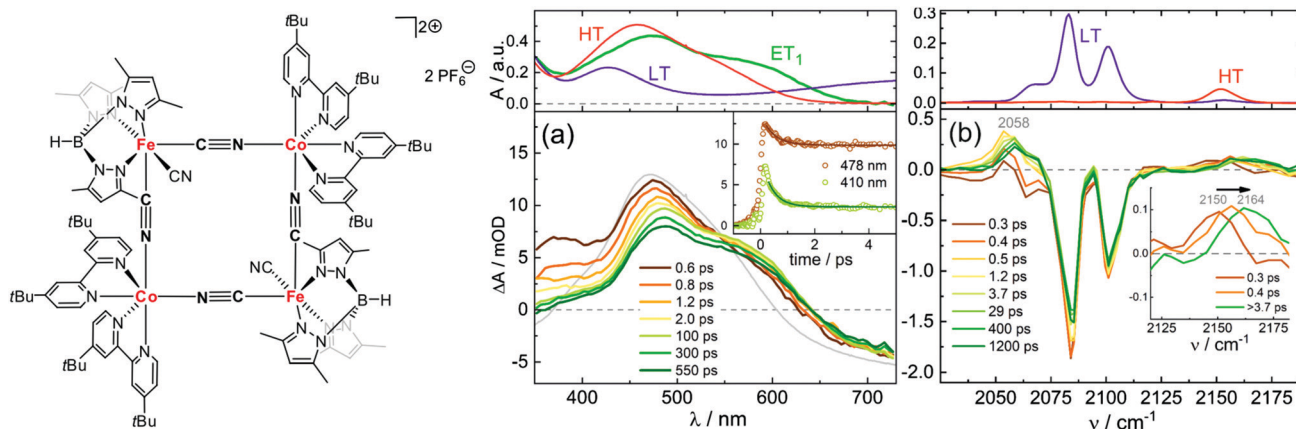 ]2⊕
2 PF6⊖
tBu
tBu
N
N
N
N
N
N
N
BH
Fe
C
N
Co
N
N
tBu
CN
N
N
C
N
tBu
tBu
tBu
N
C
N
N
NC
N
N
tBu
Co
N
C
Fe
N
N
BH
N
N
N
N
tBu
tBu
HT
LT
ET1
A / a.u.
0.4
0.2
0.0
(a)
15
10
5
0
-5
ΔA / mOD
478 nm
410 nm
10
5
0
0
2
4
time / ps
0.6 ps
0.8 ps
1.2 ps
2.0 ps
100 ps
300 ps
550 ps
400
500
600
700
λ / nm
0.3
0.2
0.1
0.0
LT
HT
(b)
2058
0.5
0.0
-0.5
-1.0
-1.5
-2.0
0.3 ps
0.4 ps
0.5 ps
1.2 ps
3.7 ps
29 ps
400 ps
1200 ps
2150
2164
0.1
0.0
-0.1
0.3 ps
0.4 ps
>3.7 ps
2125
2150
2175
ν / cm-1
2025
2050
2075
2100
2125
2150
2175
ν / cm-1